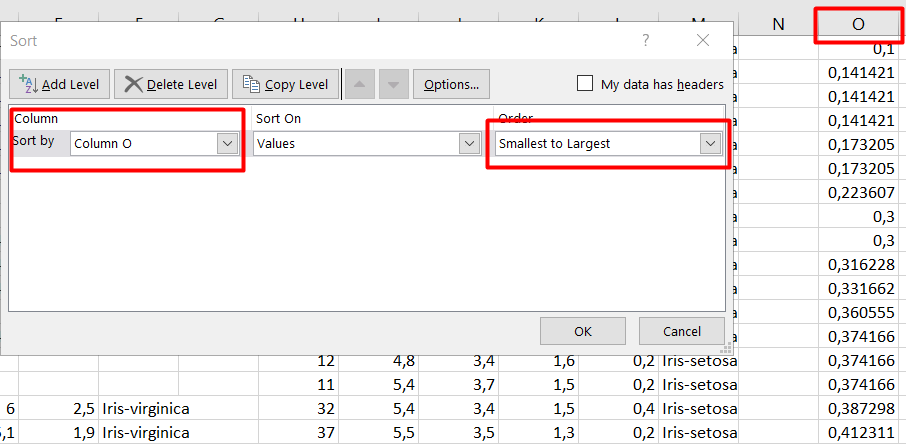 N O
Sort ?
Add Level Delete Level Copy Level Options... My data has headers
Column Sort On Order
Sort by Column O Values Smallest to Largest
OK Cancel
0,1
0,141421
0,141421
0,141421
0,173205
0,173205
0,223607
0,3
0,3
0,316228
0,331662
0,360555
0,374166
12 4,8 3,4 1,6 0,2 Iris-setosa 0,374166
11 5,4 3,7 1,5 0,2 Iris-setosa 0,374166
6 2,5 Iris-virginica 32 5,4 3,4 1,5 0,4 Iris-setosa 0,387298
,1 1,9 Iris-virginica 37 5,5 3,5 1,3 0,2 Iris-setosa 0,412311